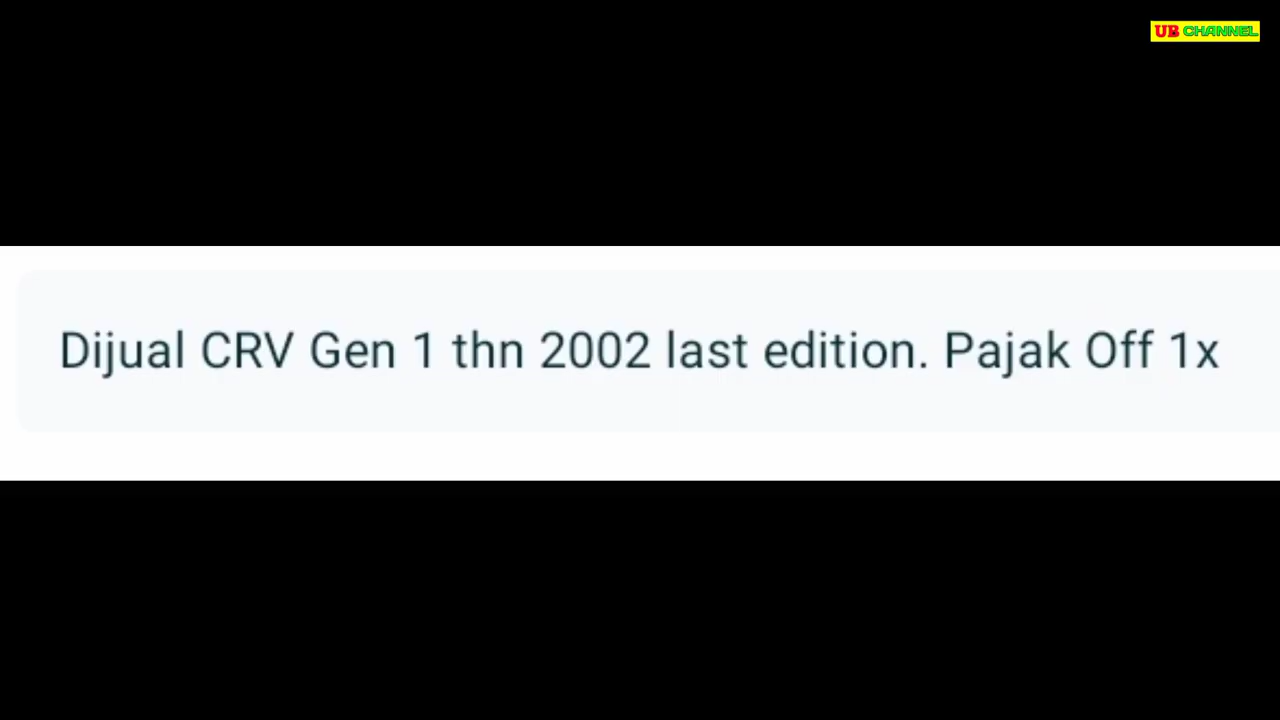 UB CHANNEL
Dijual CRV Gen 1 thn 2002 last edition. Pajak Off 1x